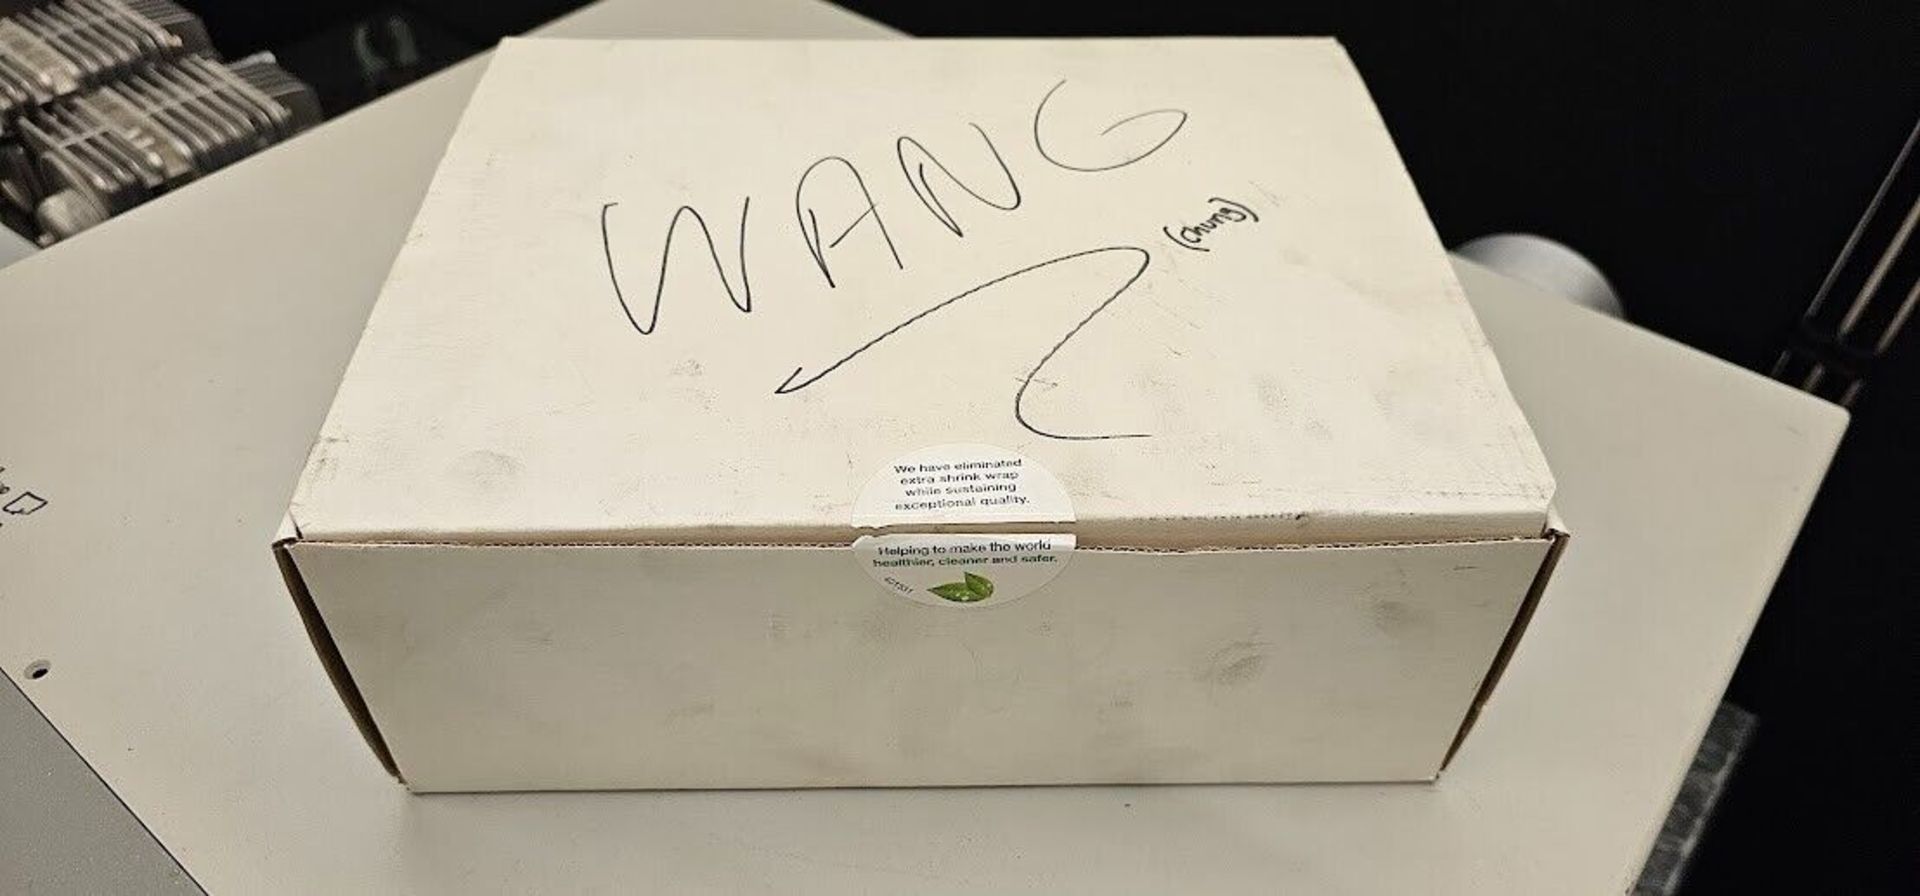 WANG
(chung)
We have eliminated
extra shrink wrap
while sustaining
exceptional quality.
Helping to make the world
healthier, cleaner and safer.